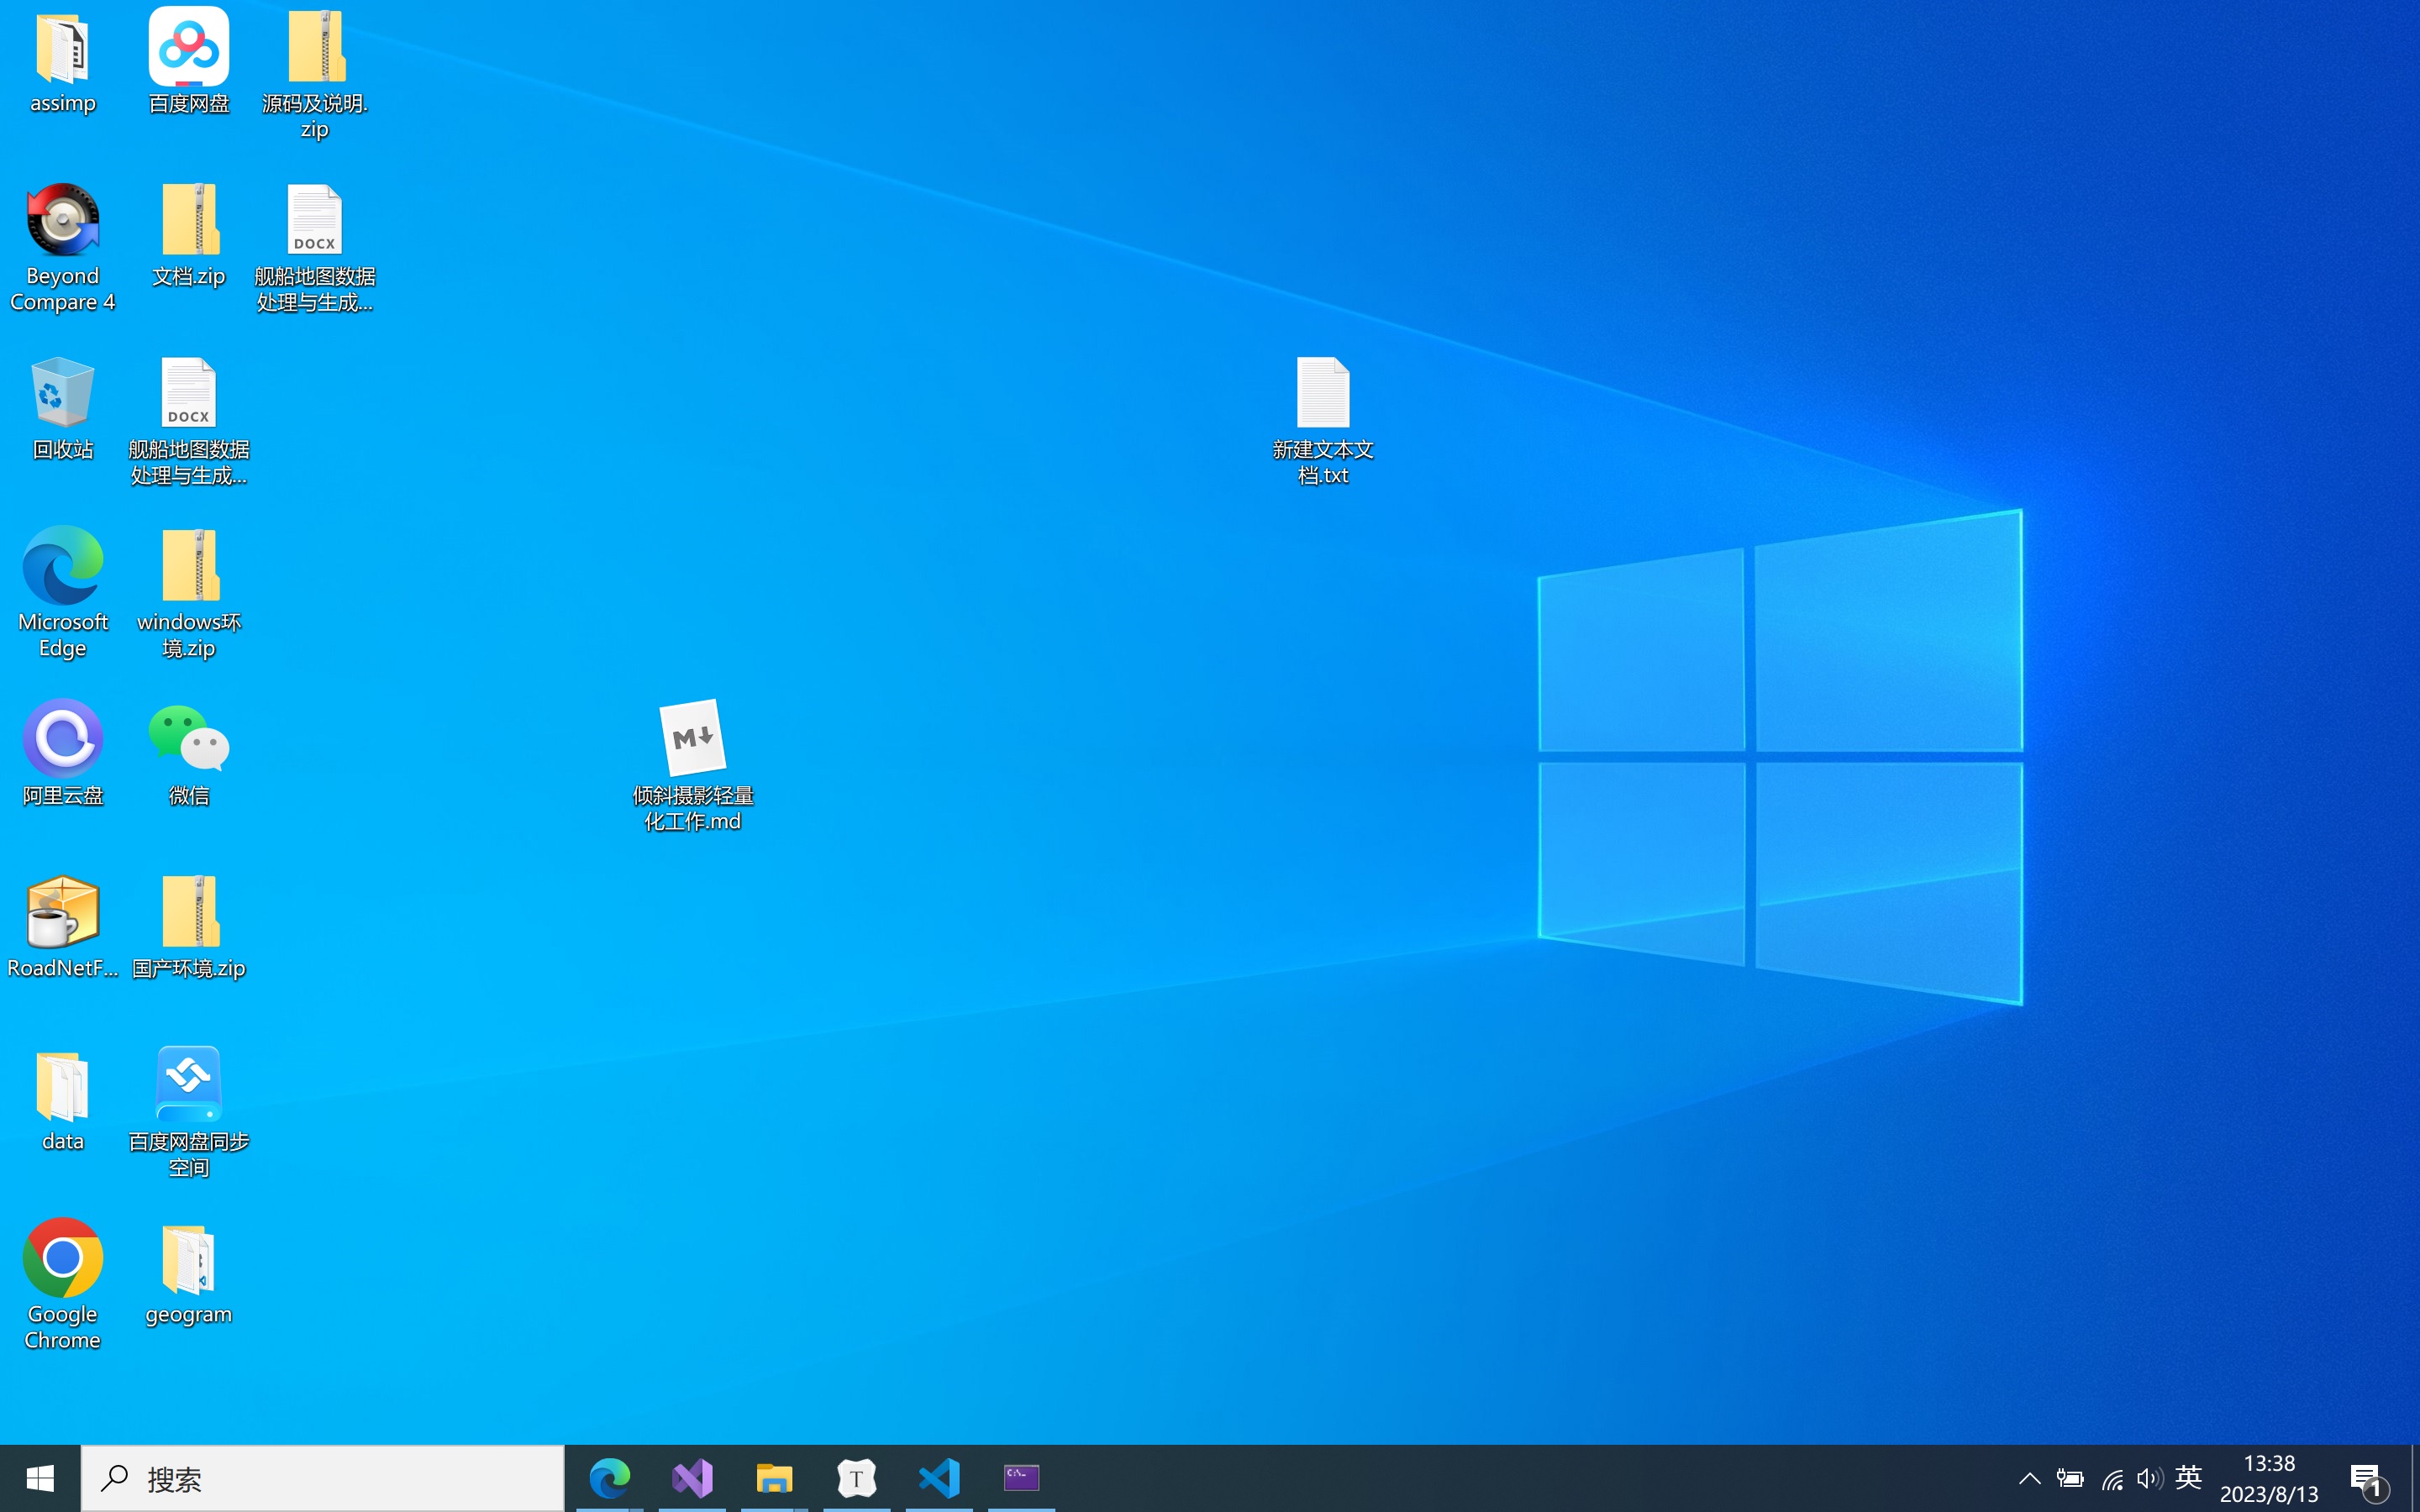 assimp
百度网盘
源码及说明.
zip
Beyond
Compare 4
文档.zip
DOCX
舰船地图数据
处理与生成...
回收站
DOCX
舰船地图数据
处理与生成...
新建文本文
档.txt
Microsoft
Edge
windows环
境.zip
阿里云盘
微信
M
倾斜摄影轻量
化工作.md
RoadNetF...
国产环境.zip
data
百度网盘同步
空间
Google
Chrome
geogram
搜索
T
C:\_
英
13:38
2023/8/13
1